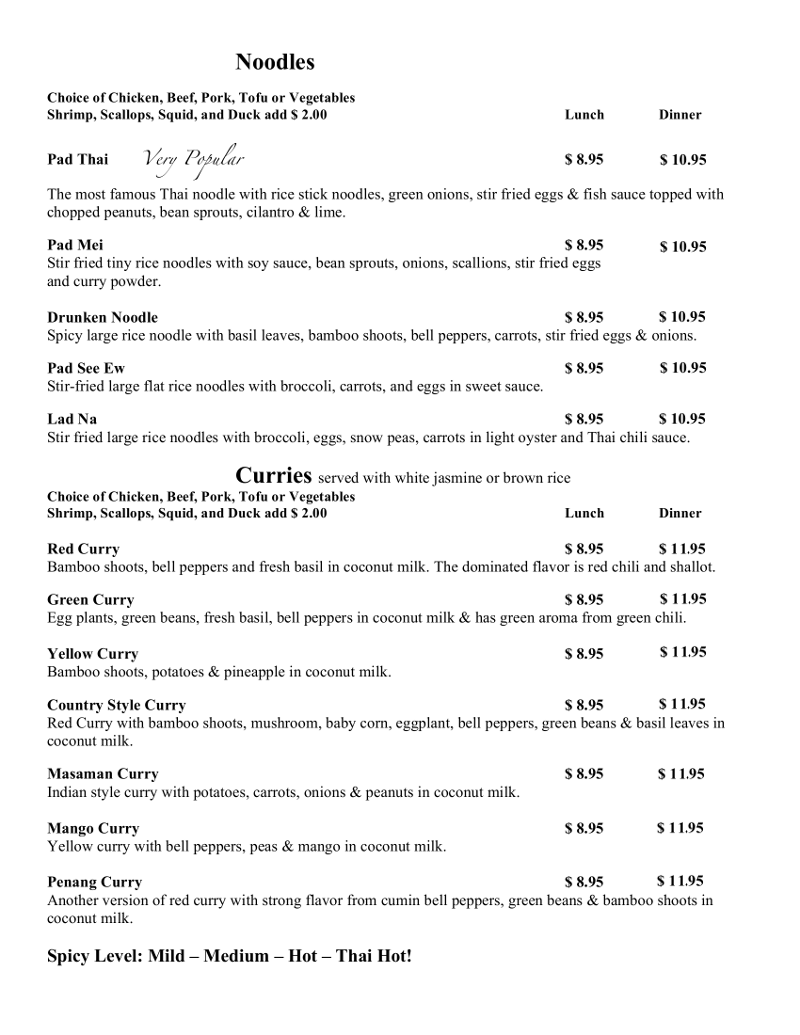 Noodles
Choice of Chicken, Beef, Pork, Tofu or Vegetables
Shrimp, Scallops, Squid, and Duck add $ 2.00 Lunch Dinner
Pad Thai Very Popular $ 8.95 $ 10.95
The most famous Thai noodle with rice stick noodles, green onions, stir fried eggs & fish sauce topped with
chopped peanuts, bean sprouts, cilantro & lime.
Pad Mei $ 8.95 $ 10.95
Stir fried tiny rice noodles with soy sauce, bean sprouts, onions, scallions, stir fried eggs
and curry powder.
Drunken Noodle $ 8.95 $ 10.95
Spicy large rice noodle with basil leaves, bamboo shoots, bell peppers, carrots, stir fried eggs & onions.
Pad See Ew $ 8.95 $ 10.95
Stir-fried large flat rice noodles with broccoli, carrots, and eggs in sweet sauce.
Lad Na $ 8.95 $ 10.95
Stir fried large rice noodles with broccoli, eggs, snow peas, carrots in light oyster and Thai chili sauce.
Curries served with white jasmine or brown rice
Choice of Chicken, Beef, Pork, Tofu or Vegetables
Shrimp, Scallops, Squid, and Duck add $ 2.00 Lunch Dinner
Red Curry $ 8.95 $ 11.95
Bamboo shoots, bell peppers and fresh basil in coconut milk. The dominated flavor is red chili and shallot.
Green Curry $ 8.95 $ 11.95
Egg plants, green beans, fresh basil, bell peppers in coconut milk & has green aroma from green chili.
Yellow Curry $ 8.95 $ 11.95
Bamboo shoots, potatoes & pineapple in coconut milk.
Country Style Curry $ 8.95 $ 11.95
Red Curry with bamboo shoots, mushroom, baby corn, eggplant, bell peppers, green beans & basil leaves in
coconut milk.
Masaman Curry $ 8.95 $ 11.95
Indian style curry with potatoes, carrots, onions & peanuts in coconut milk.
Mango Curry $ 8.95 $ 11.95
Yellow curry with bell peppers, peas & mango in coconut milk.
Penang Curry $ 8.95 $ 11.95
Another version of red curry with strong flavor from cumin bell peppers, green beans & bamboo shoots in
coconut milk.
Spicy Level: Mild – Medium – Hot – Thai Hot!